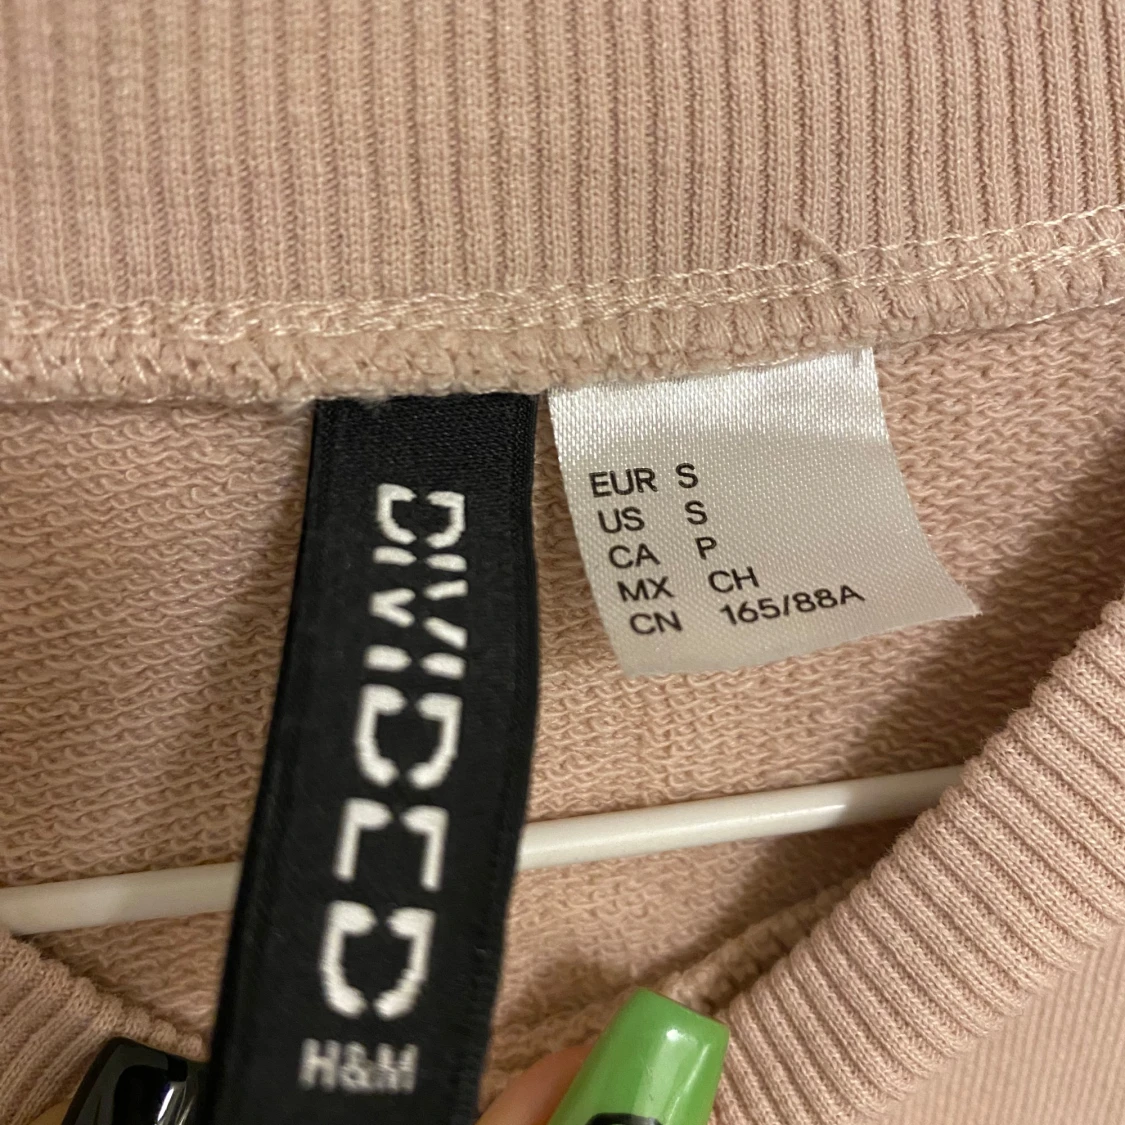 DIVIDED
H&M
EUR S
US S
CA P
MX CH
CN 165/88A